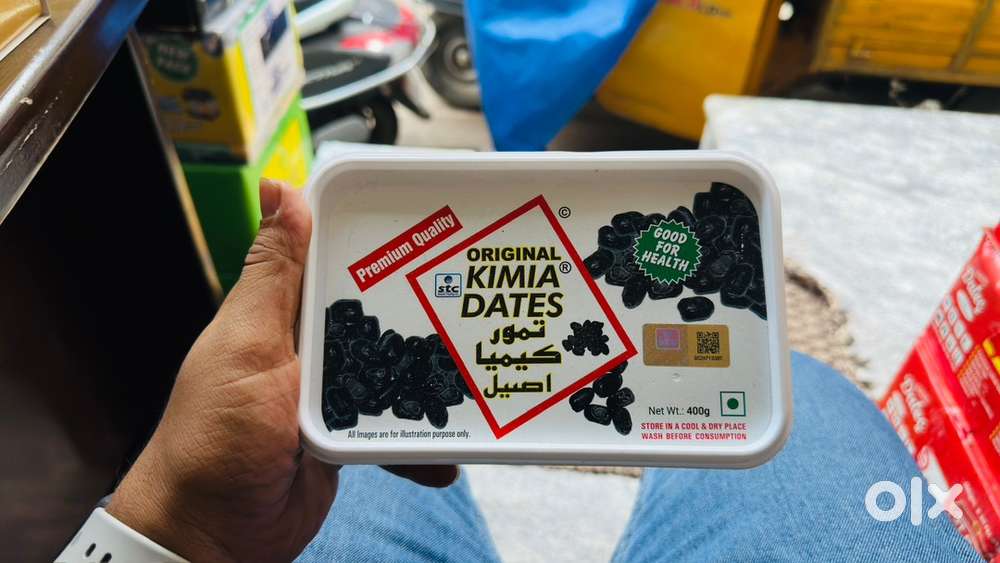 Premium Quality
©
ORIGINAL
KIMIA®
DATES
stc
تمور
كيميا
اصيل
GOOD
FOR
HEALTH
Net Wt.: 400g
STORE IN A COOL & DRY PLACE
WASH BEFORE CONSUMPTION
All Images are for illustration purpose only.
olx